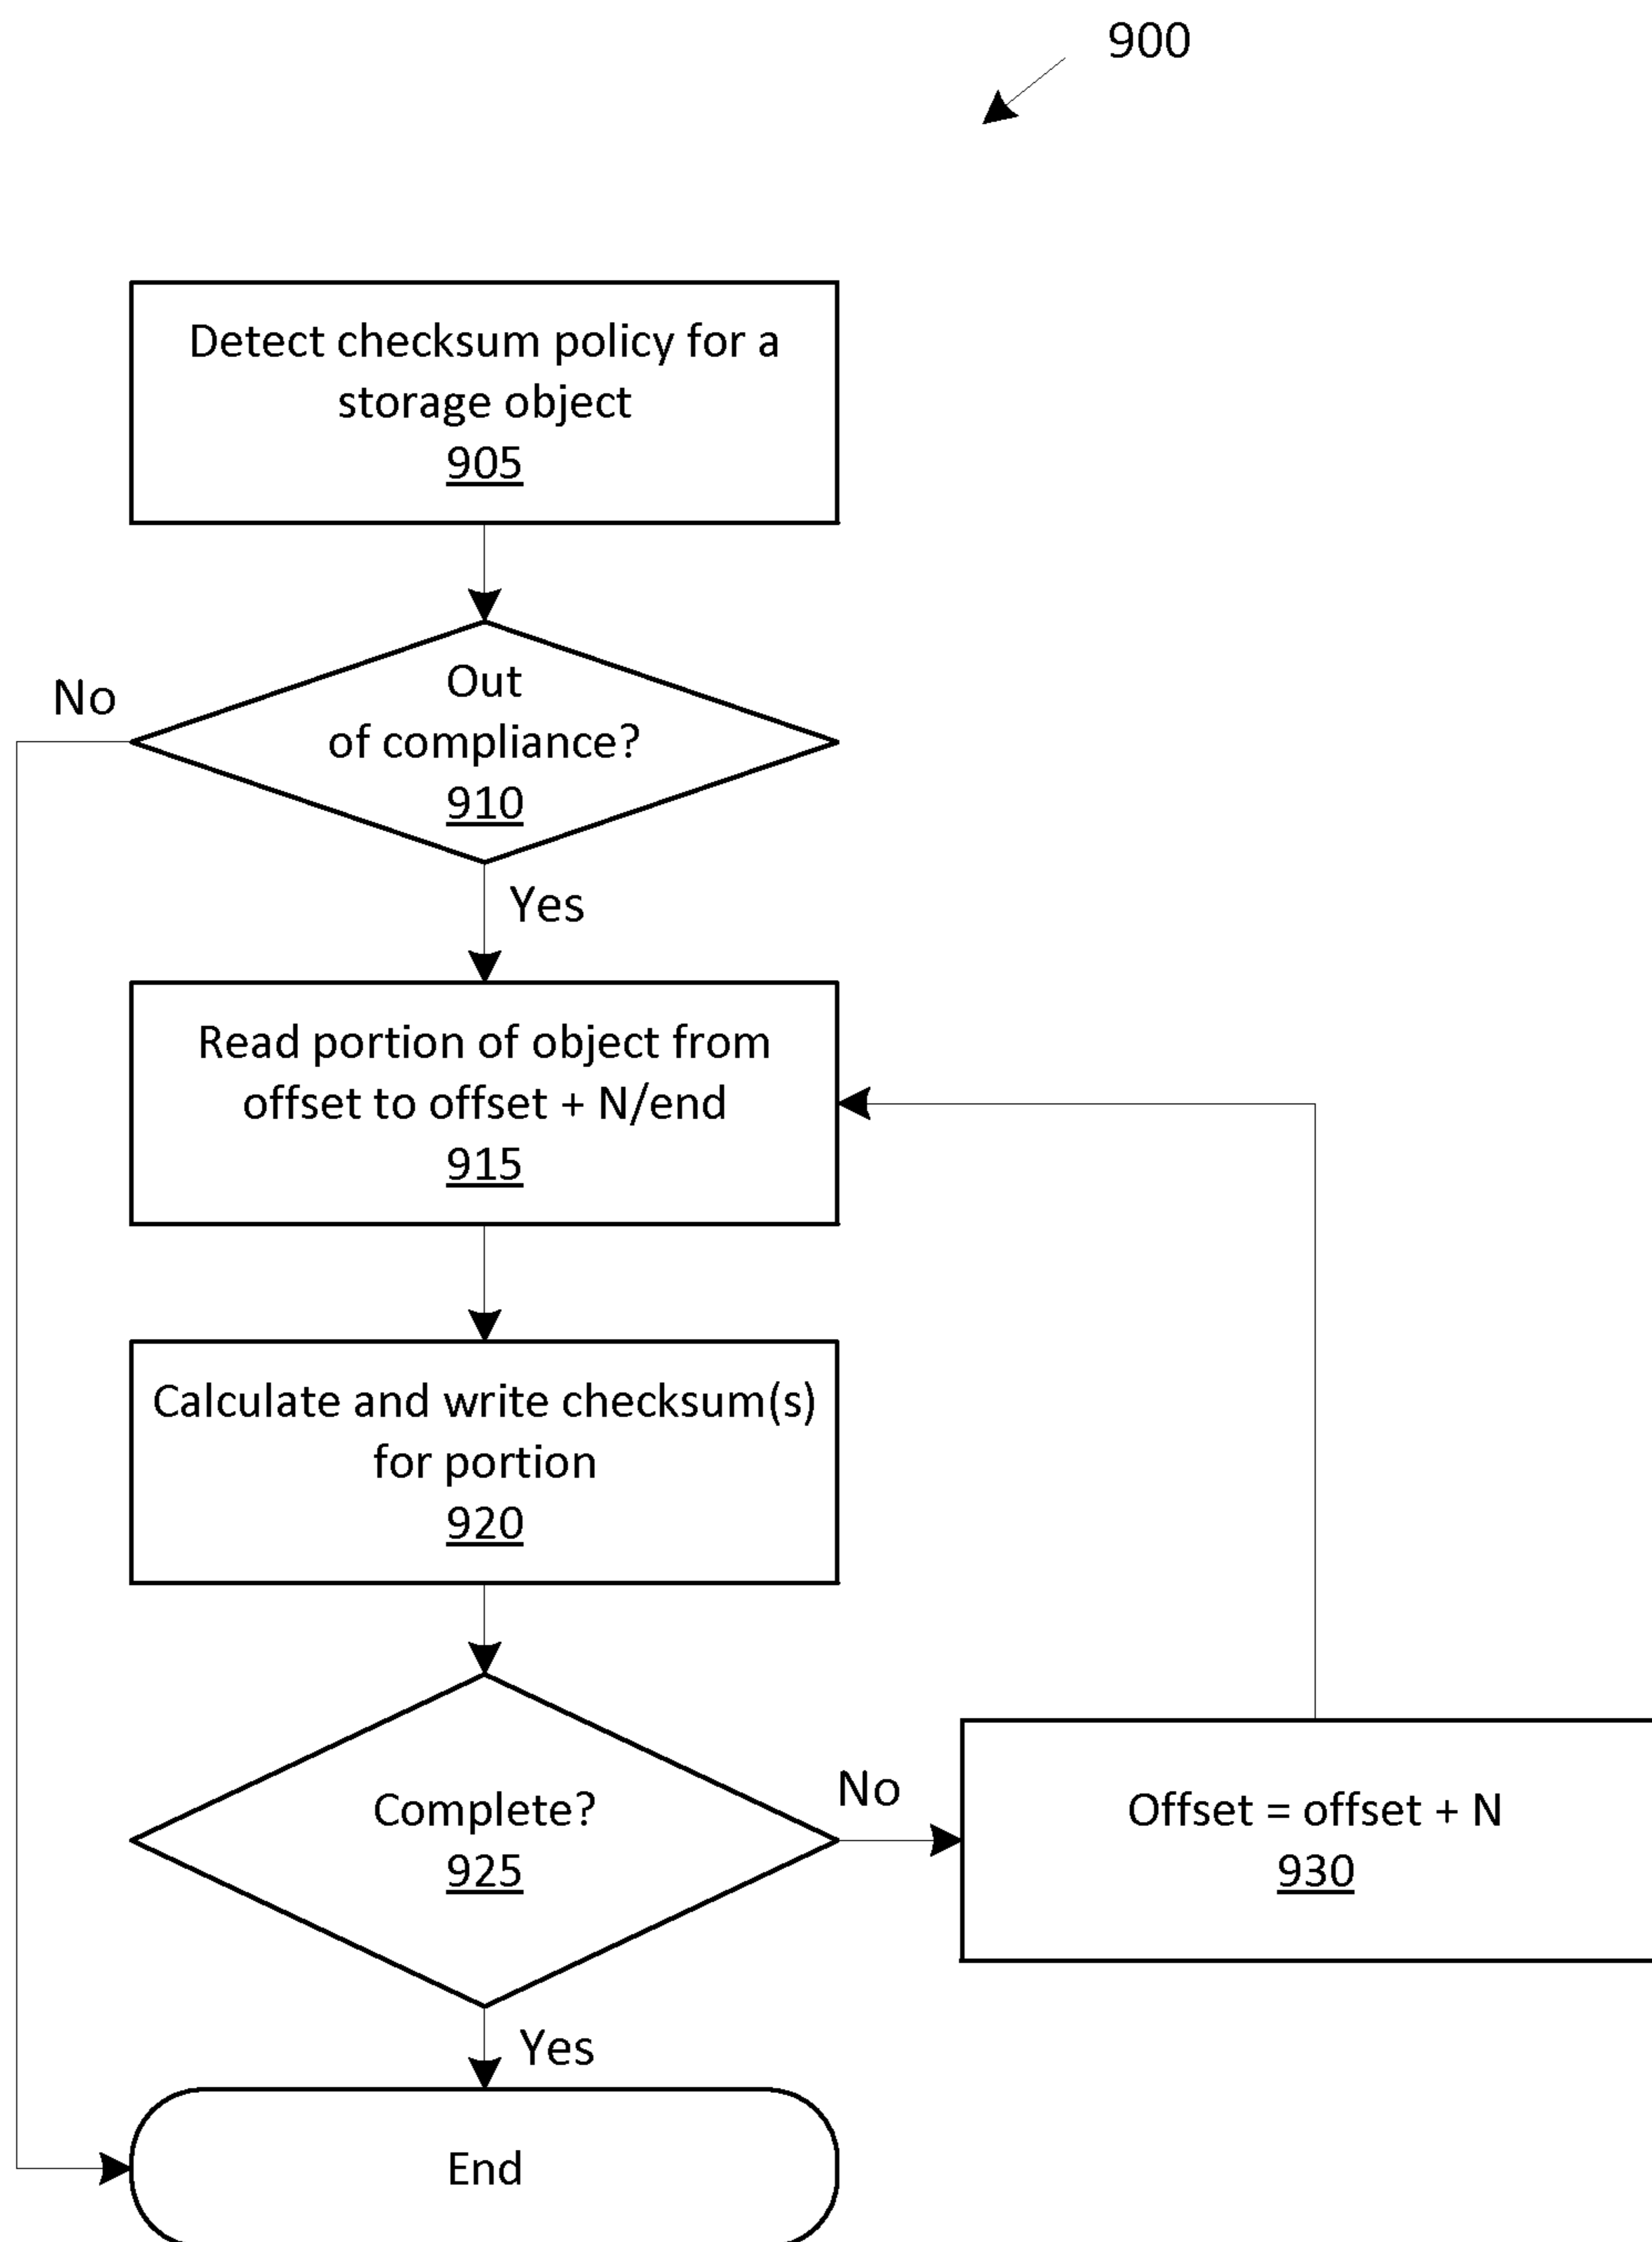 900
Detect checksum policy for a
storage object
905
Out
of compliance?
910
No
Yes
Read portion of object from
offset to offset + N/end
915
Calculate and write checksum(s)
for portion
920
Complete?
925
No
Offset = offset + N
930
Yes
End